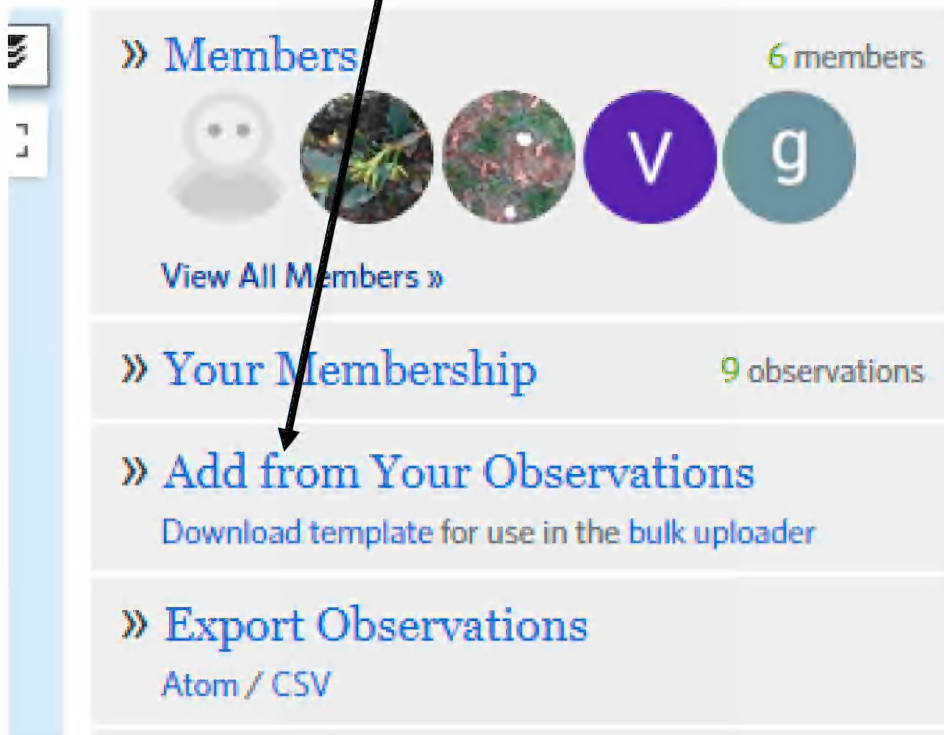 » Members 6 members
V g
View All Members »
» Your Membership 9 observations
» Add from Your Observations
Download template for use in the bulk uploader
» Export Observations
Atom / CSV